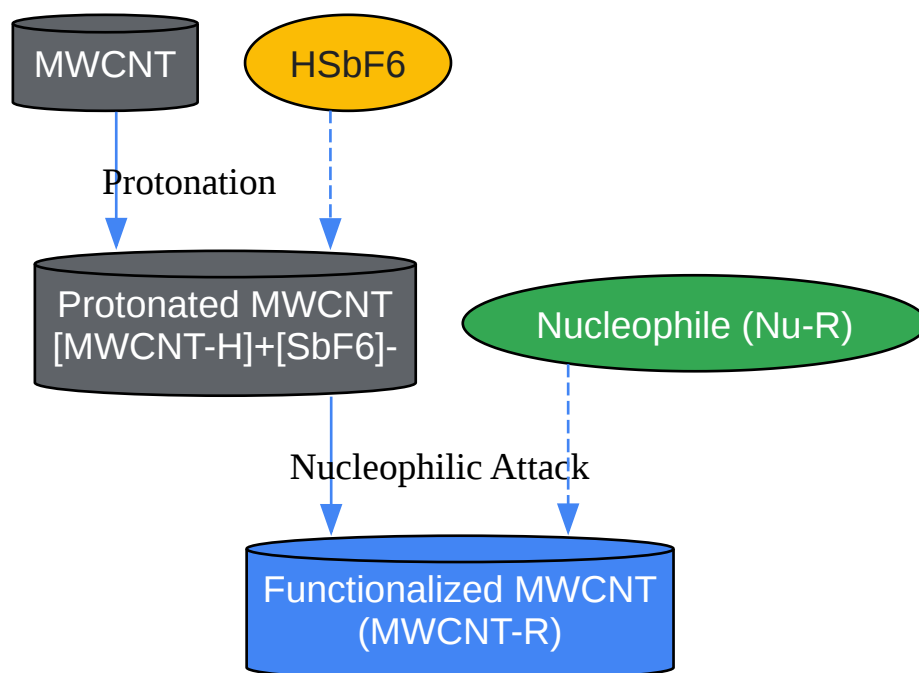 MWCNT
HSbF6
Protonation
Protonated MWCNT
[MWCNT-H]+[SbF6]-
Nucleophile (Nu-R)
Nucleophilic Attack
Functionalized MWCNT
(MWCNT-R)